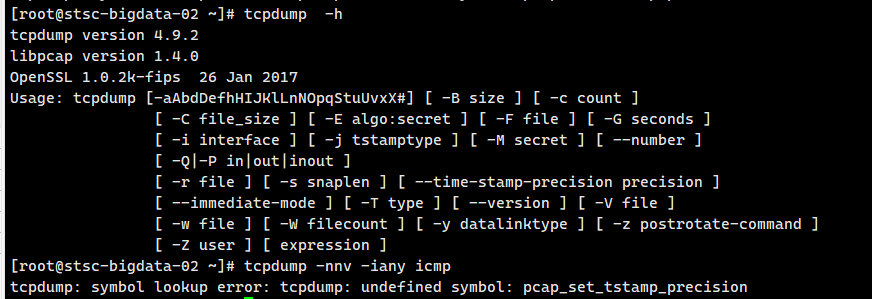 [root@stsc-bigdata-02 ~]# tcpdump  -h
tcpdump version 4.9.2
libpcap version 1.4.0
OpenSSL 1.0.2k-fips  26 Jan 2017
Usage: tcpdump [-aAbdDefhHIJKlLnNOpqStuUvxX#] [ -B size ] [ -c count ]
                [ -C file_size ] [ -E algo:secret ] [ -F file ] [ -G seconds ]
                [ -i interface ] [ -j tstamptype ] [ -M secret ] [ --number ]
                [ -Q|-P in|out|inout ]
                [ -r file ] [ -s snaplen ] [ --time-stamp-precision precision ]
                [ --immediate-mode ] [ -T type ] [ --version ] [ -V file ]
                [ -w file ] [ -W filecount ] [ -y datalinktype ] [ -z postrotate-command ]
                [ -Z user ] [ expression ]
[root@stsc-bigdata-02 ~]# tcpdump -nnv -iany icmp
tcpdump: symbol lookup error: tcpdump: undefined symbol: pcap_set_tstamp_precision